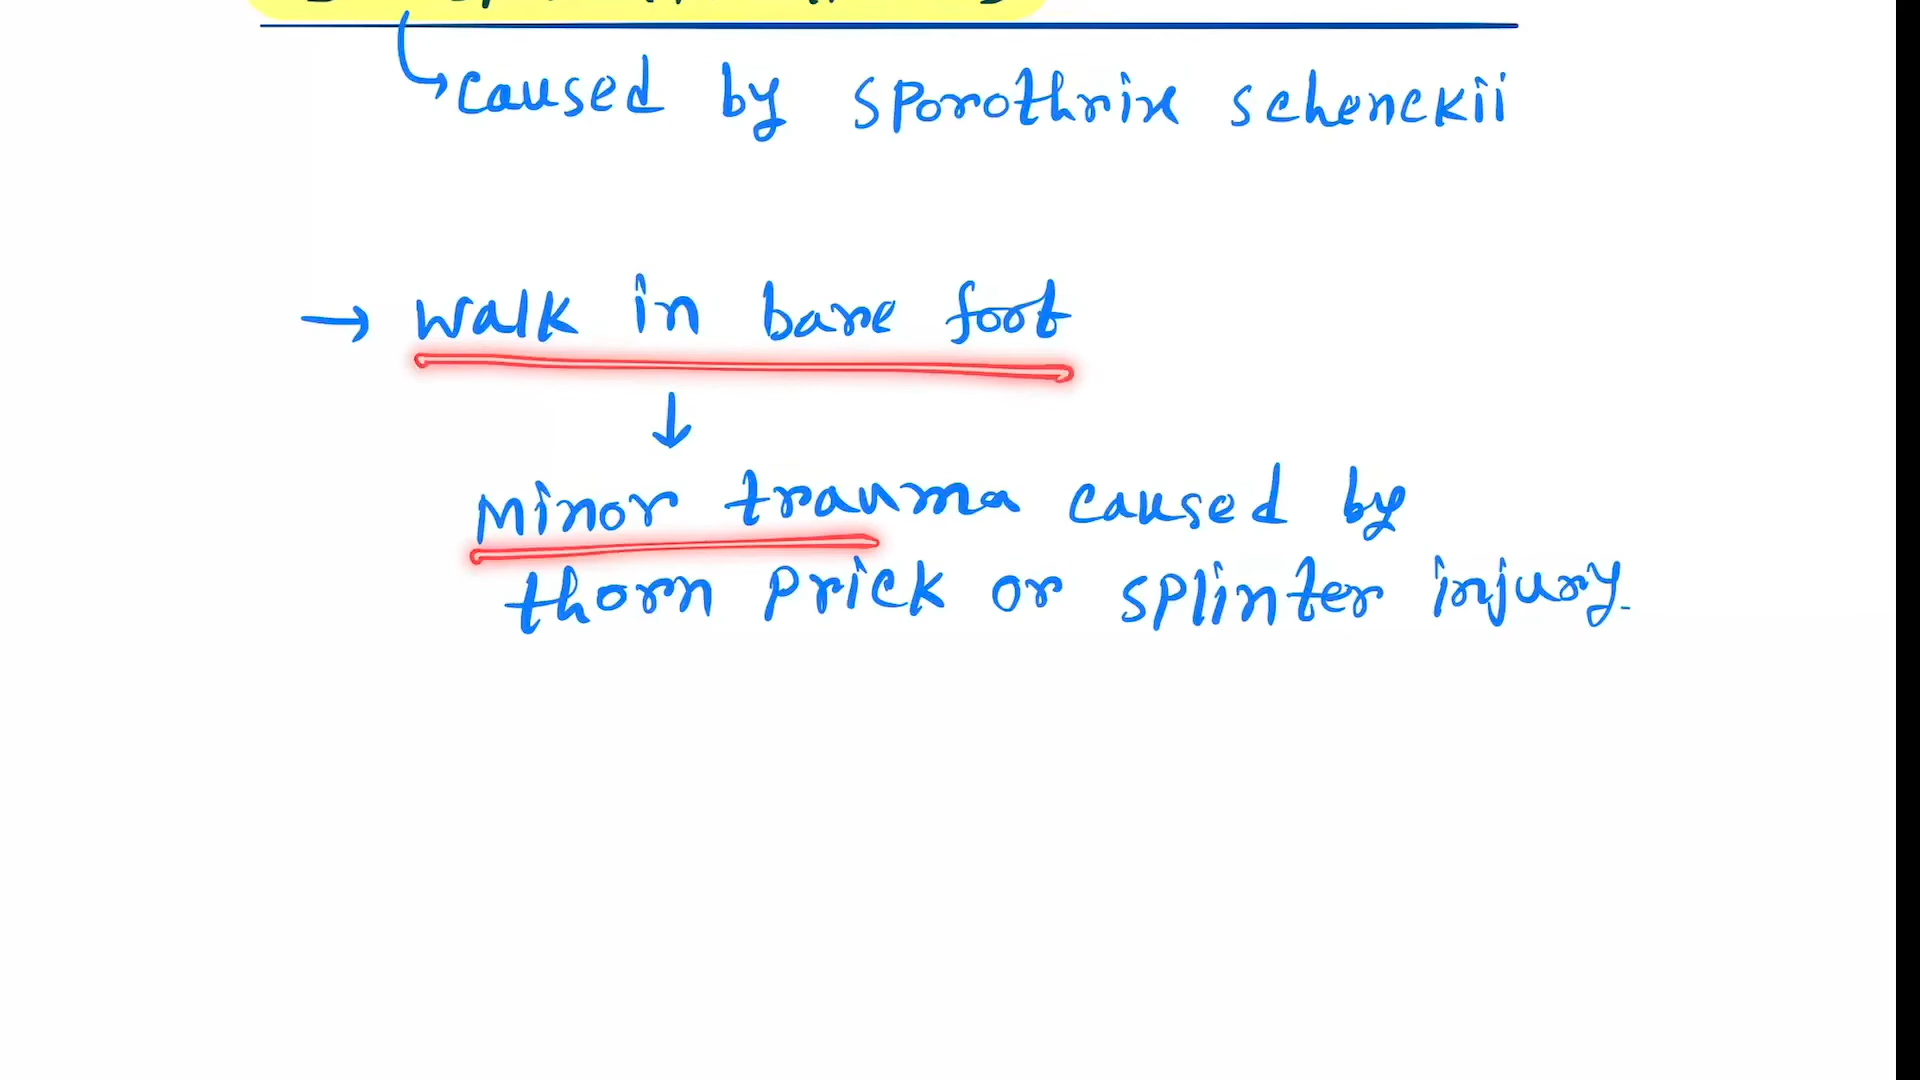 caused by sporothrix schenckii
→ walk in bare foot
↓
Minor trauma caused by
thorn prick or splinter injury.